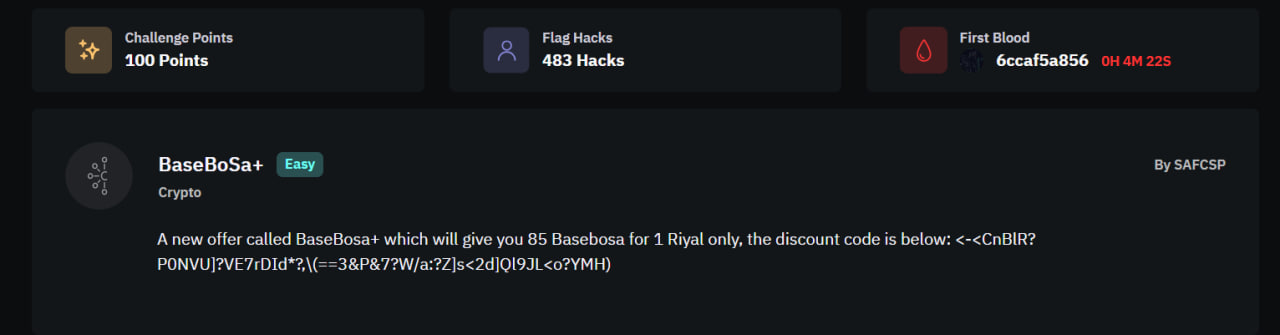 Challenge Points
100 Points
Flag Hacks
483 Hacks
First Blood
6ccaf5a856 0H 4M 22S
BaseBoSa+ Easy
By SAFCSP
Crypto
A new offer called BaseBosa+ which will give you 85 Basebosa for 1 Riyal only, the discount code is below: <-<CnBlR?
P0NVU]?VE7rDId*?,\(==3&P&7?W/a:?Z]s<2d]Ql9JL<o?YMH)